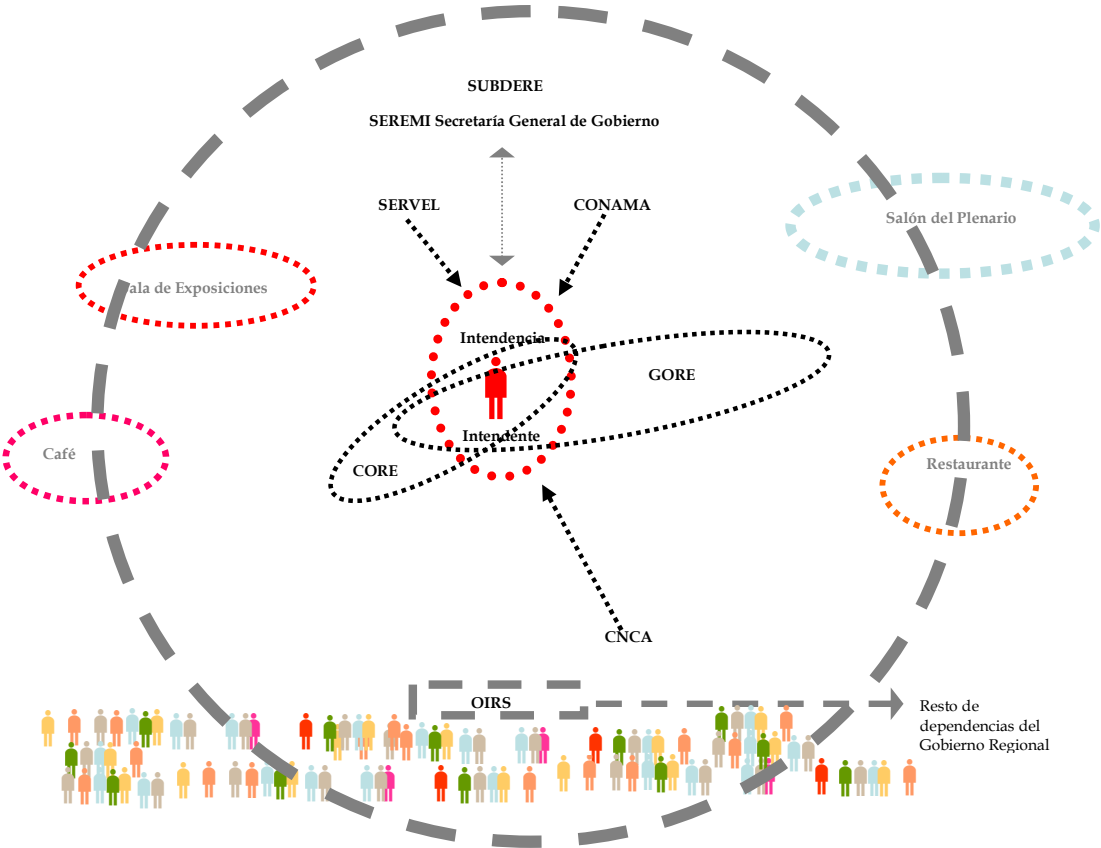 SUBDERE
SEREMI Secretaría General de Gobierno
SERVEL
CONAMA
Salón del Plenario
ala de Exposiciones
Intendencia
GORE
Intendente
Café
CORE
Restaurante
CNCA
OIRS
Resto de
dependencias del
Gobierno Regional